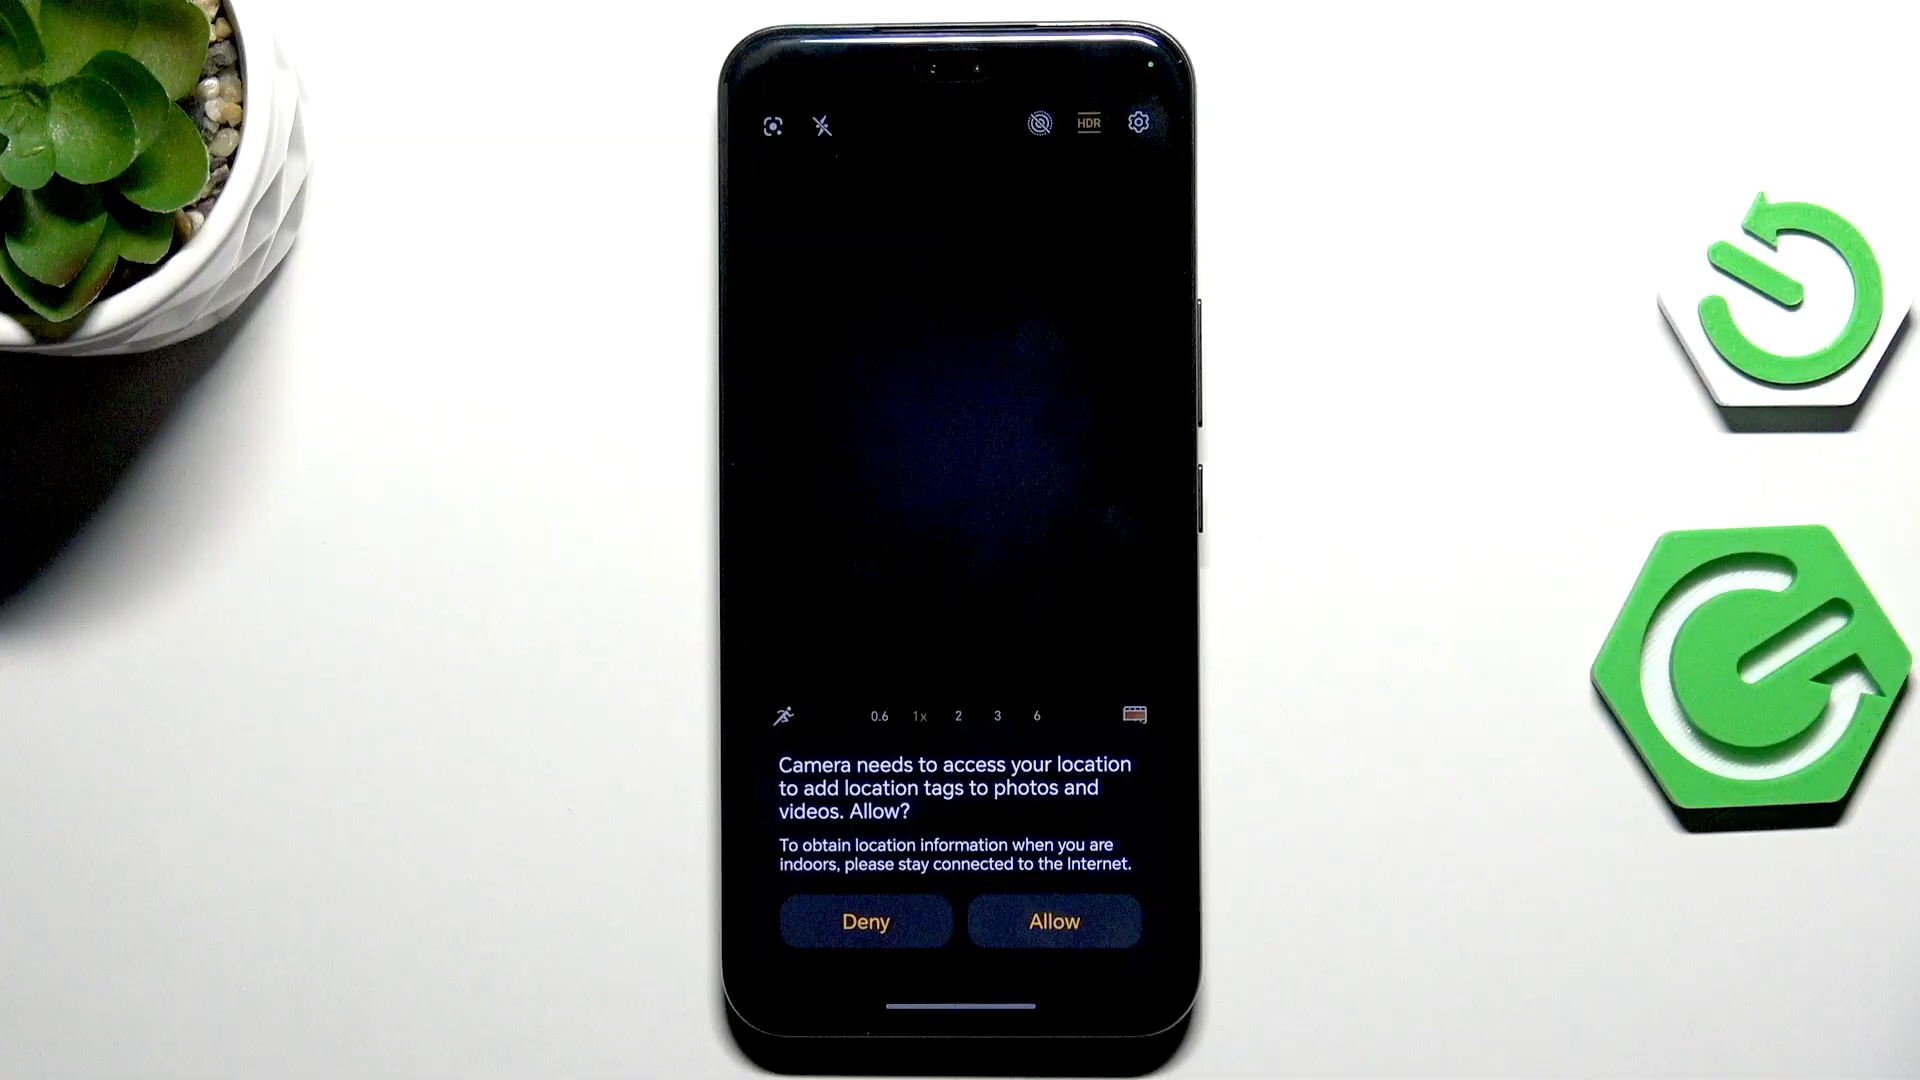 HDR
0.6 1x 2 3 6
Camera needs to access your location
to add location tags to photos and
videos. Allow?
To obtain location information when you are
indoors, please stay connected to the Internet.
Deny Allow